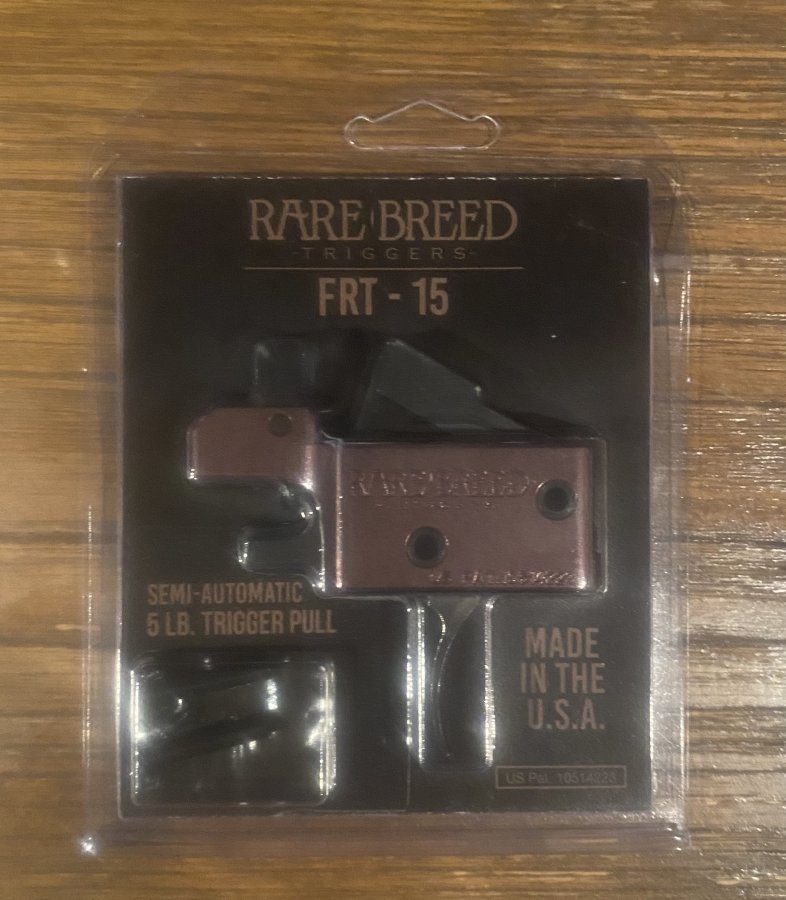 RARE BREED
-TRIGGERS-
FRT - 15
RARE BREED
SEMI-AUTOMATIC
5 LB. TRIGGER PULL
MADE
IN THE
U.S.A.
US Pat. 10514223